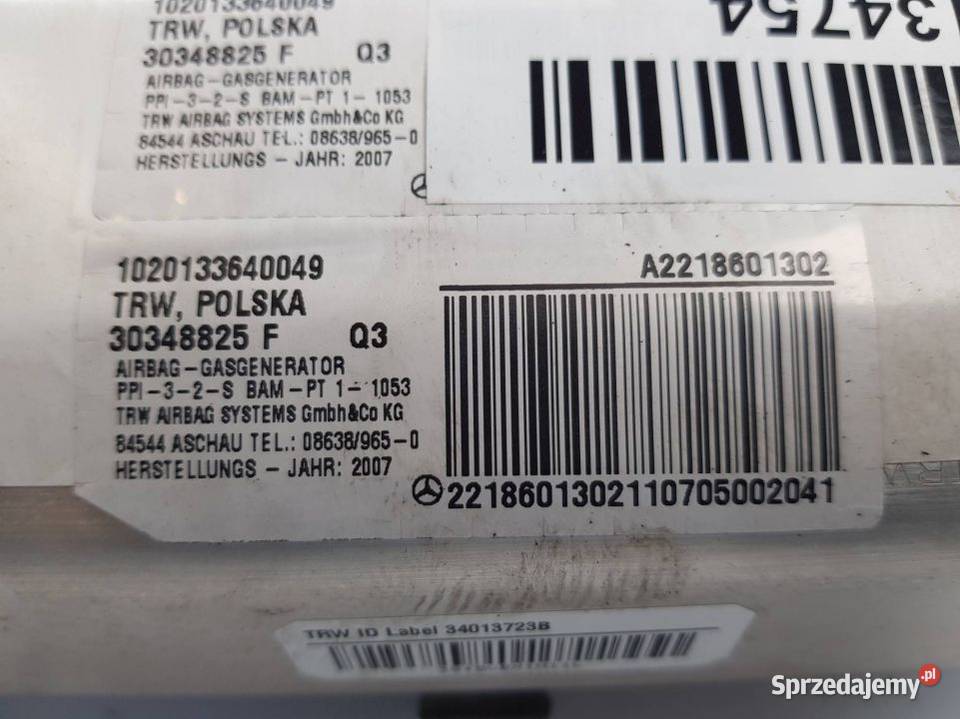 1020133640049
TRW, POLSKA
30348825 F Q3
AIRBAG-GASGENERATOR
PPI-3-2-S BAM-PT 1-1053
TRW AIRBAG SYSTEMS GmbH&Co KG
84544 ASCHAU TEL.: 08638/965-0
HERSTELLUNGS - JAHR: 2007
34754
1020133640049
TRW, POLSKA
30348825 F Q3
AIRBAG-GASGENERATOR
PPI-3-2-S BAM-PT 1-1053
TRW AIRBAG SYSTEMS GmbH&Co KG
84544 ASCHAU TEL.: 08638/965-0
HERSTELLUNGS - JAHR: 2007
A2218601302
2218601302110705002041
TRW ID Label 34013723B
Sprzedajemy.pl